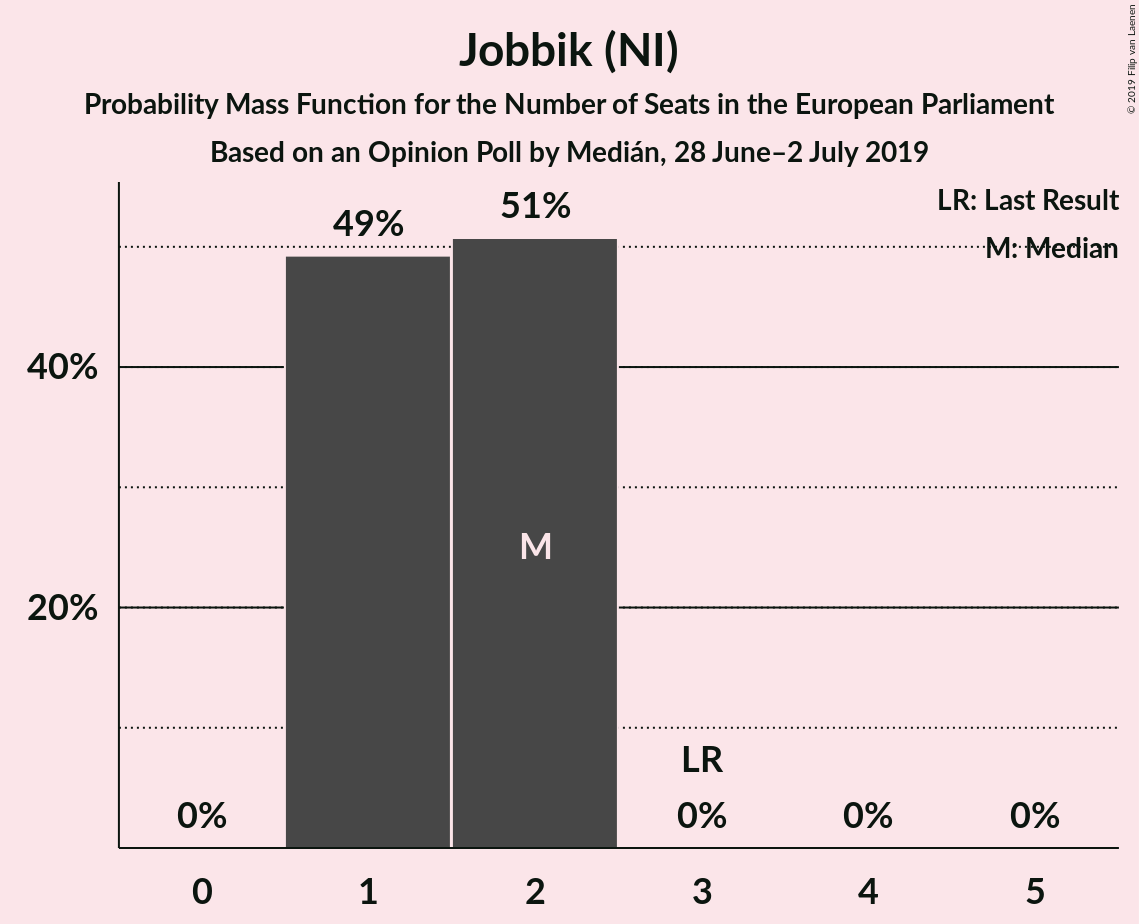 Jobbik (NI)
Probability Mass Function for the Number of Seats in the European Parliament
Based on an Opinion Poll by Medián, 28 June–2 July 2019
© 2019 Filip van Laenen
LR: Last Result
M: Median
49%
51%
40%
20%
M
LR
0%
0%
0%
0%
0
1
2
3
4
5